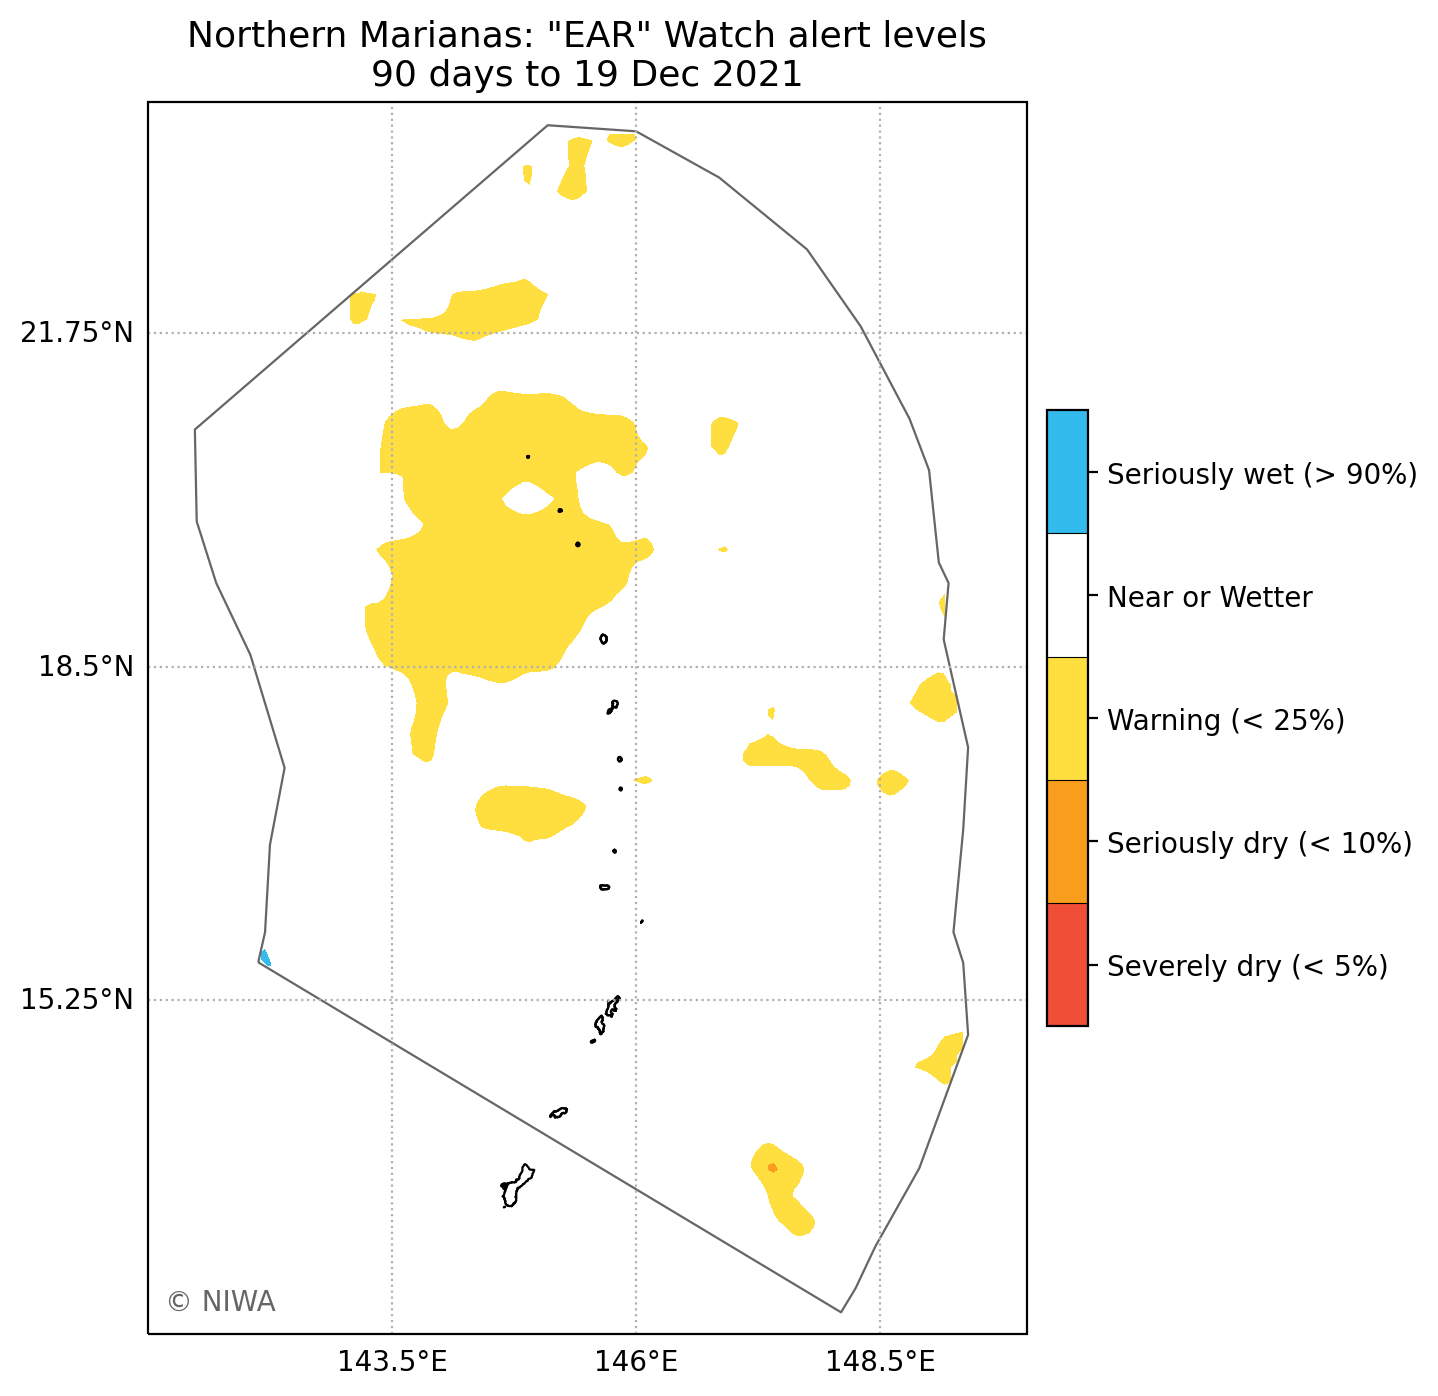 Northern Marianas: "EAR" Watch alert levels
90 days to 19 Dec 2021
21.75°N
18.5°N
15.25°N
143.5°E
146°E
148.5°E
Seriously wet (> 90%)
Near or Wetter
Warning (< 25%)
Seriously dry (< 10%)
Severely dry (< 5%)
© NIWA